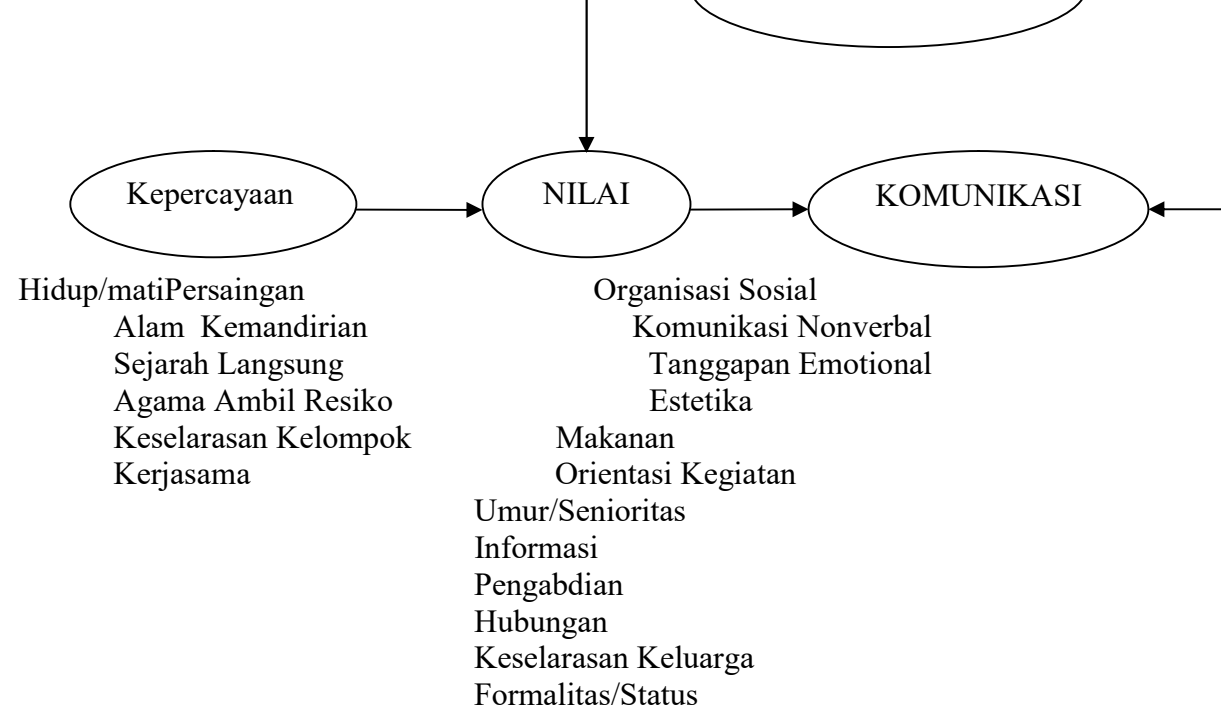 Kepercayaan NILAI KOMUNIKASI
Hidup/matiPersaingan Organisasi Sosial
Alam Kemandirian Komunikasi Nonverbal
Sejarah Langsung Tanggapan Emotional
Agama Ambil Resiko Estetika
Keselarasan Kelompok Makanan
Kerjasama Orientasi Kegiatan
Umur/Senioritas
Informasi
Pengabdian
Hubungan
Keselarasan Keluarga
Formalitas/Status